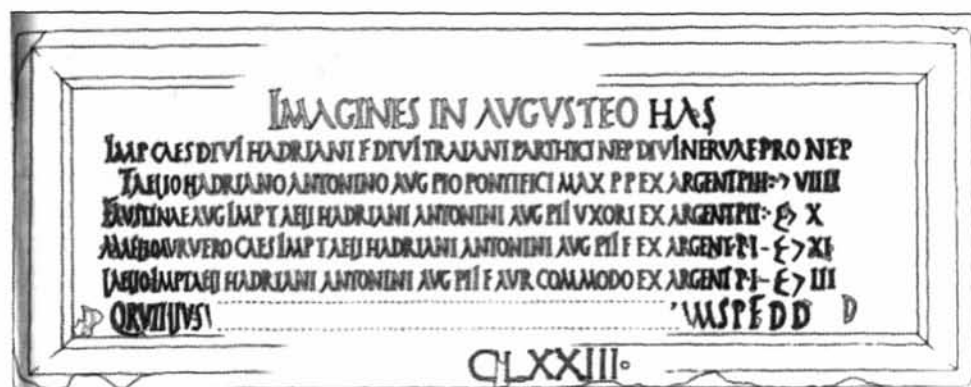 IMAGINES IN AVGVSTEO HAS
IMP CAES DIVI HADRIANI F DIVI TRAIANI PARTHICI NEP DIVI NERVAE PRO NEP
T AELIO HADRIANO ANTONINO AVG PIO PONTIFICI MAX P P EX ARGENT VIIII
FAVSTINAE AVG IMP T AELI HADRIANI ANTONINI AVG PII VXORI EX ARGENT X
M AELIO AVR VERO CAES IMP T AELI HADRIANI ANTONINI AVG PII F EX ARGENT XI
L AELIO IMP T AELI HADRIANI ANTONINI AVG PII F AVR COMMODO EX ARGENT III
Q RVTILIVS D D
CLXXIII